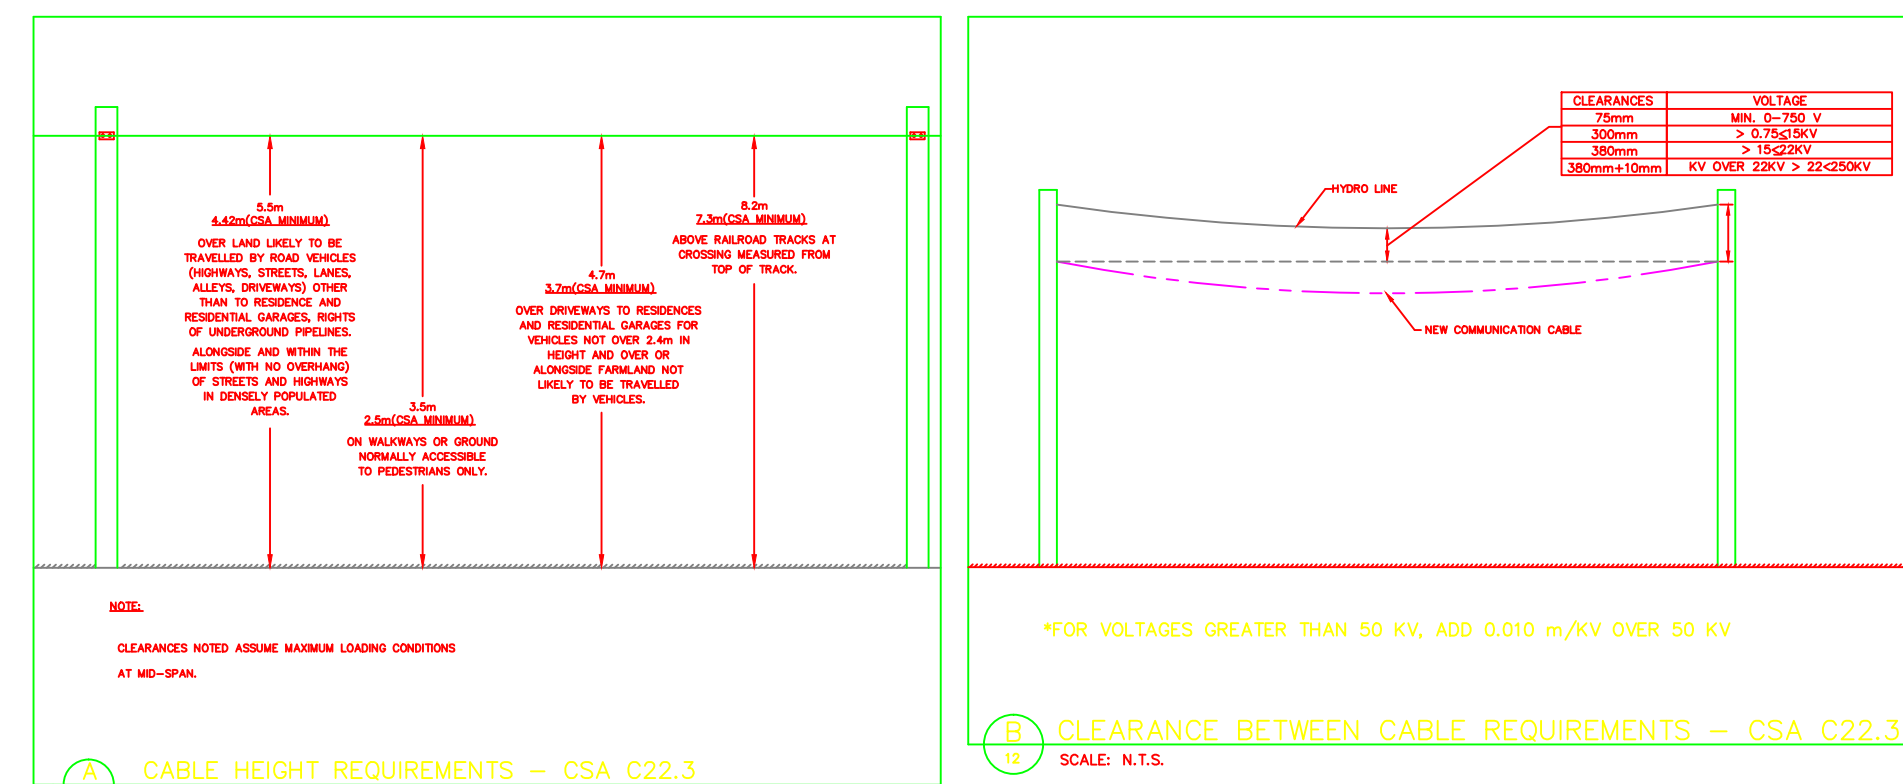 5.5m
4.42m(CSA MINIMUM)
OVER LAND LIKELY TO BE
TRAVELLED BY ROAD VEHICLES
(HIGHWAYS, STREETS, LANES,
ALLEYS, DRIVEWAYS) OTHER
THAN TO RESIDENCE AND
RESIDENTIAL GARAGES, RIGHTS
OF UNDERGROUND PIPELINES.
ALONGSIDE AND WITHIN THE
LIMITS (WITH NO OVERHANG)
OF STREETS AND HIGHWAYS
IN DENSELY POPULATED
AREAS.
3.5m
2.5m(CSA MINIMUM)
ON WALKWAYS OR GROUND
NORMALLY ACCESSIBLE
TO PEDESTRIANS ONLY.
4.7m
3.7m(CSA MINIMUM)
OVER DRIVEWAYS TO RESIDENCES
AND RESIDENTIAL GARAGES FOR
VEHICLES NOT OVER 2.4m IN
HEIGHT AND OVER OR
ALONGSIDE FARMLAND NOT
LIKELY TO BE TRAVELLED
BY VEHICLES.
8.2m
7.3m(CSA MINIMUM)
ABOVE RAILROAD TRACKS AT
CROSSING MEASURED FROM
TOP OF TRACK.
NOTE:
CLEARANCES NOTED ASSUME MAXIMUM LOADING CONDITIONS
AT MID-SPAN.
A
CABLE HEIGHT REQUIREMENTS - CSA C22.3
CLEARANCES VOLTAGE
75mm MIN. 0-750 V
300mm > 0.75≤15KV
380mm > 15≤22KV
380mm+10mm KV OVER 22KV > 22<250KV
HYDRO LINE
NEW COMMUNICATION CABLE
*FOR VOLTAGES GREATER THAN 50 KV, ADD 0.010 m/KV OVER 50 KV
B
12
CLEARANCE BETWEEN CABLE REQUIREMENTS - CSA C22.3
SCALE: N.T.S.